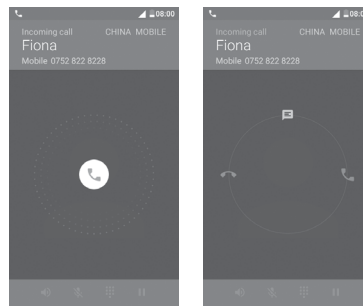 08:00
Incoming call CHINA MOBILE
Fiona
Mobile 0752 822 8228
08:0
Incoming call CHINA MOBILE
Fiona
Mobile 0752 822 8228